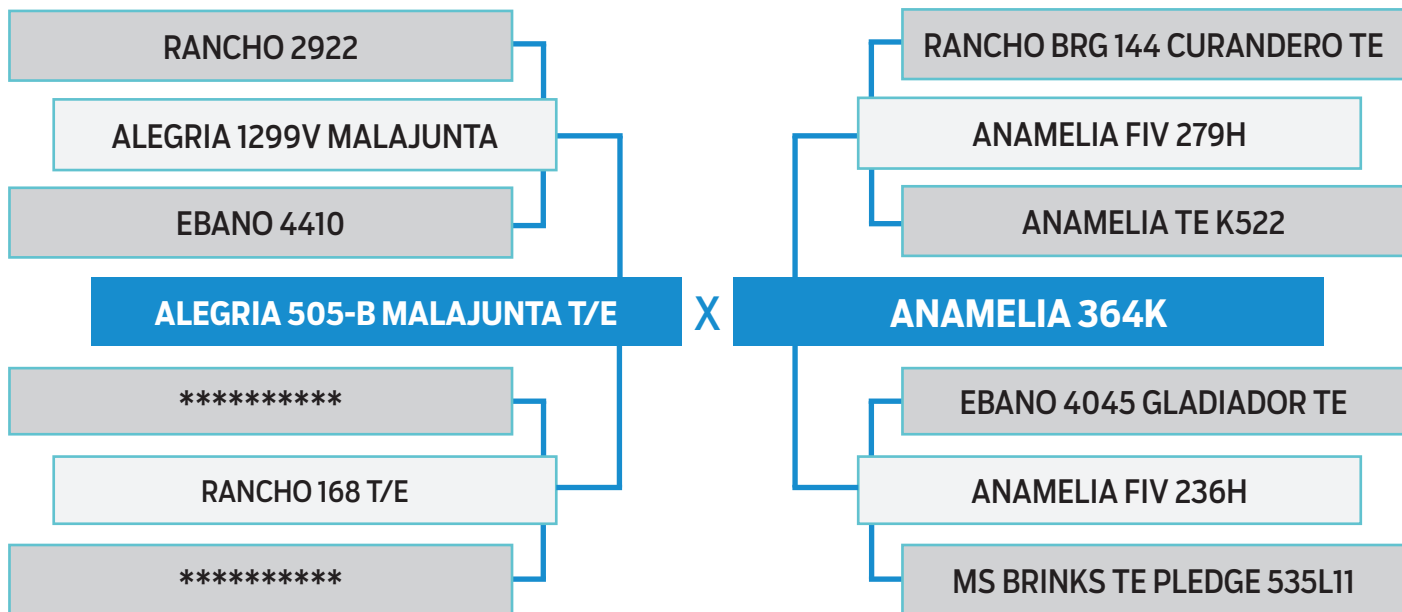 RANCHO 2922
ALEGRIA 1299V MALAJUNTA
EBANO 4410
ALEGRIA 505-B MALAJUNTA T/E
**********
RANCHO 168 T/E
**********
X
RANCHO BRG 144 CURANDERO TE
ANAMELIA FIV 279H
ANAMELIA TE K522
ANAMELIA 364K
EBANO 4045 GLADIADOR TE
ANAMELIA FIV 236H
MS BRINKS TE PLEDGE 535L11